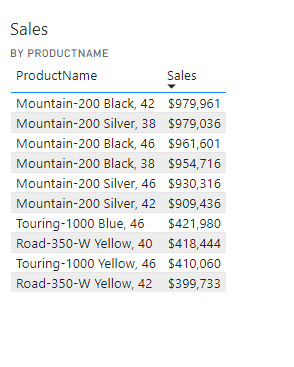 Sales
BY PRODUCTNAME
ProductName Sales
Mountain-200 Black, 42 $979,961
Mountain-200 Silver, 38 $979,036
Mountain-200 Black, 46 $961,601
Mountain-200 Black, 38 $954,716
Mountain-200 Silver, 46 $930,316
Mountain-200 Silver, 42 $909,436
Touring-1000 Blue, 46 $421,980
Road-350-W Yellow, 40 $418,444
Touring-1000 Yellow, 46 $410,060
Road-350-W Yellow, 42 $399,733